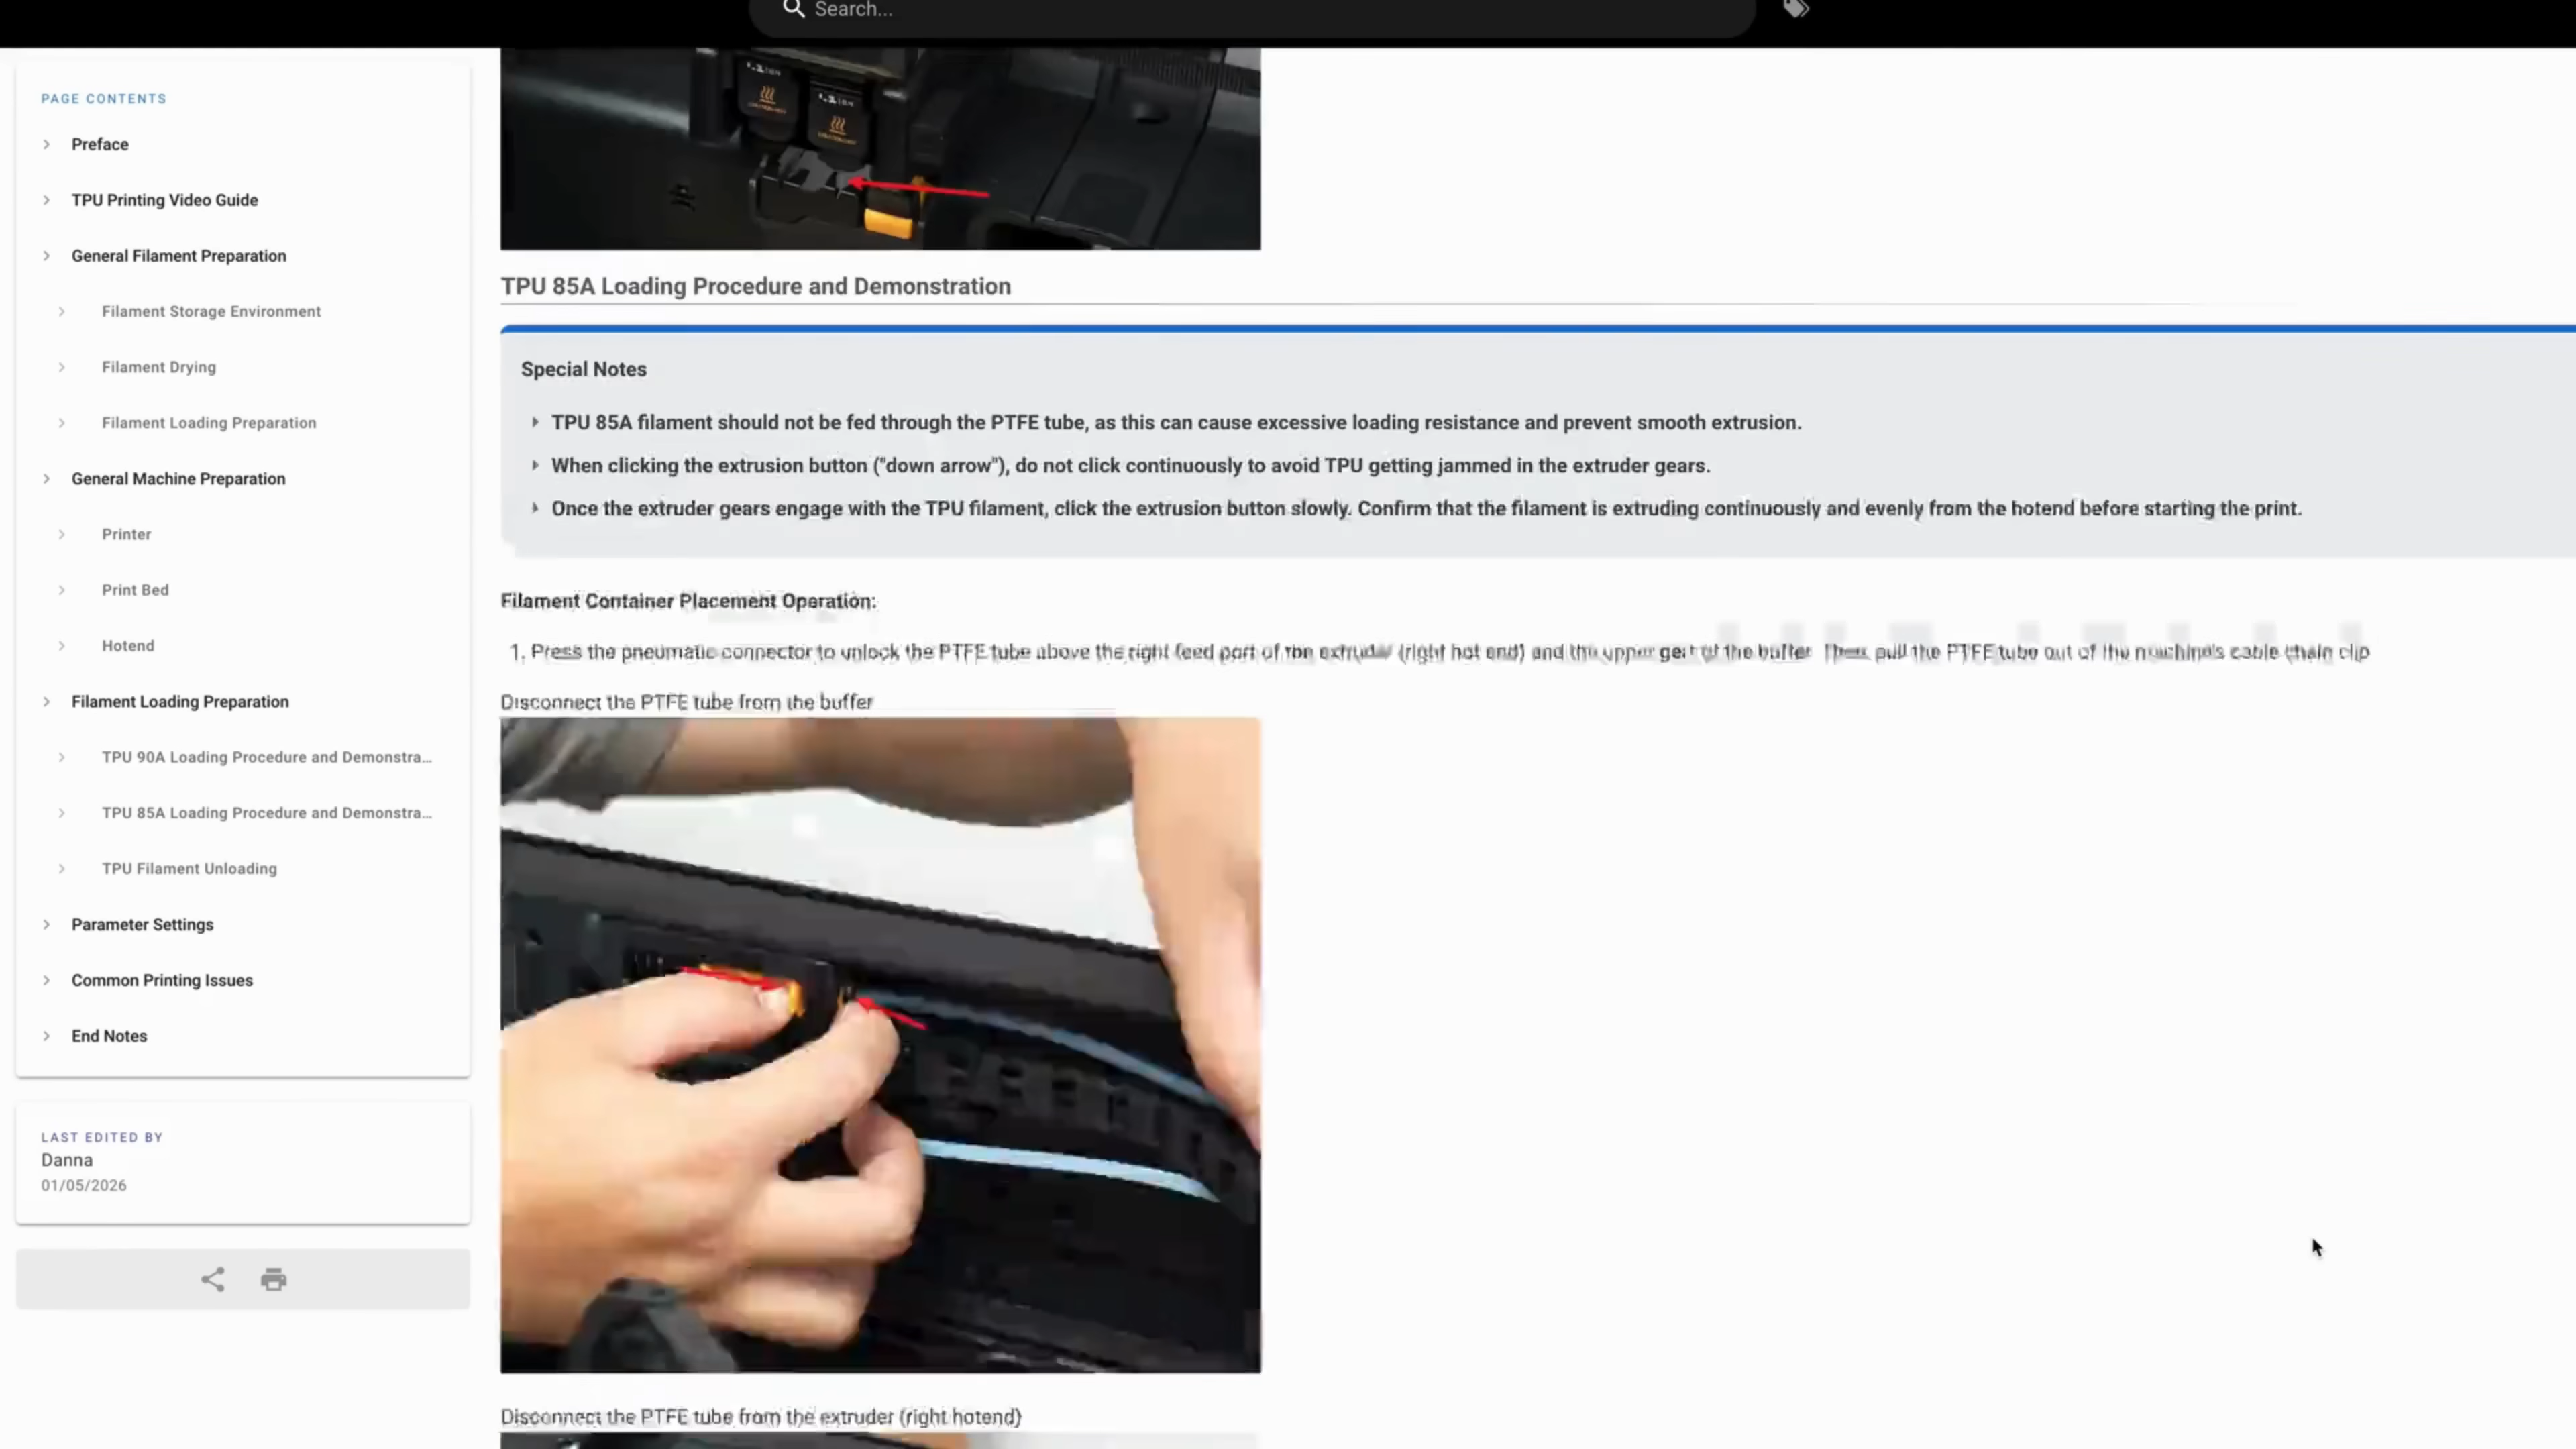 Search...
PAGE CONTENTS
Preface
TPU Printing Video Guide
General Filament Preparation
Filament Storage Environment
Filament Drying
Filament Loading Preparation
General Machine Preparation
Printer
Print Bed
Hotend
Filament Loading Preparation
TPU 90A Loading Procedure and Demonstra...
TPU 85A Loading Procedure and Demonstra...
TPU Filament Unloading
Parameter Settings
Common Printing Issues
End Notes
LAST EDITED BY
Danna
01/05/2026
TPU 85A Loading Procedure and Demonstration
Special Notes
TPU 85A filament should not be fed through the PTFE tube, as this can cause excessive loading resistance and prevent smooth extrusion.
When clicking the extrusion button ("down arrow"), do not click continuously to avoid TPU getting jammed in the extruder gears.
Once the extruder gears engage with the TPU filament, click the extrusion button slowly. Confirm that the filament is extruding continuously and evenly from the hotend before starting the print.
Filament Container Placement Operation:
1. Press the pneumatic connector to unlock the PTFE tube above the right feed part of the extruder (right hot end) and the upper of the buffer. Then pull the PTFE tube out of the machine's cable chain clip
Disconnect the PTFE tube from the buffer
Disconnect the PTFE tube from the extruder (right hotend)